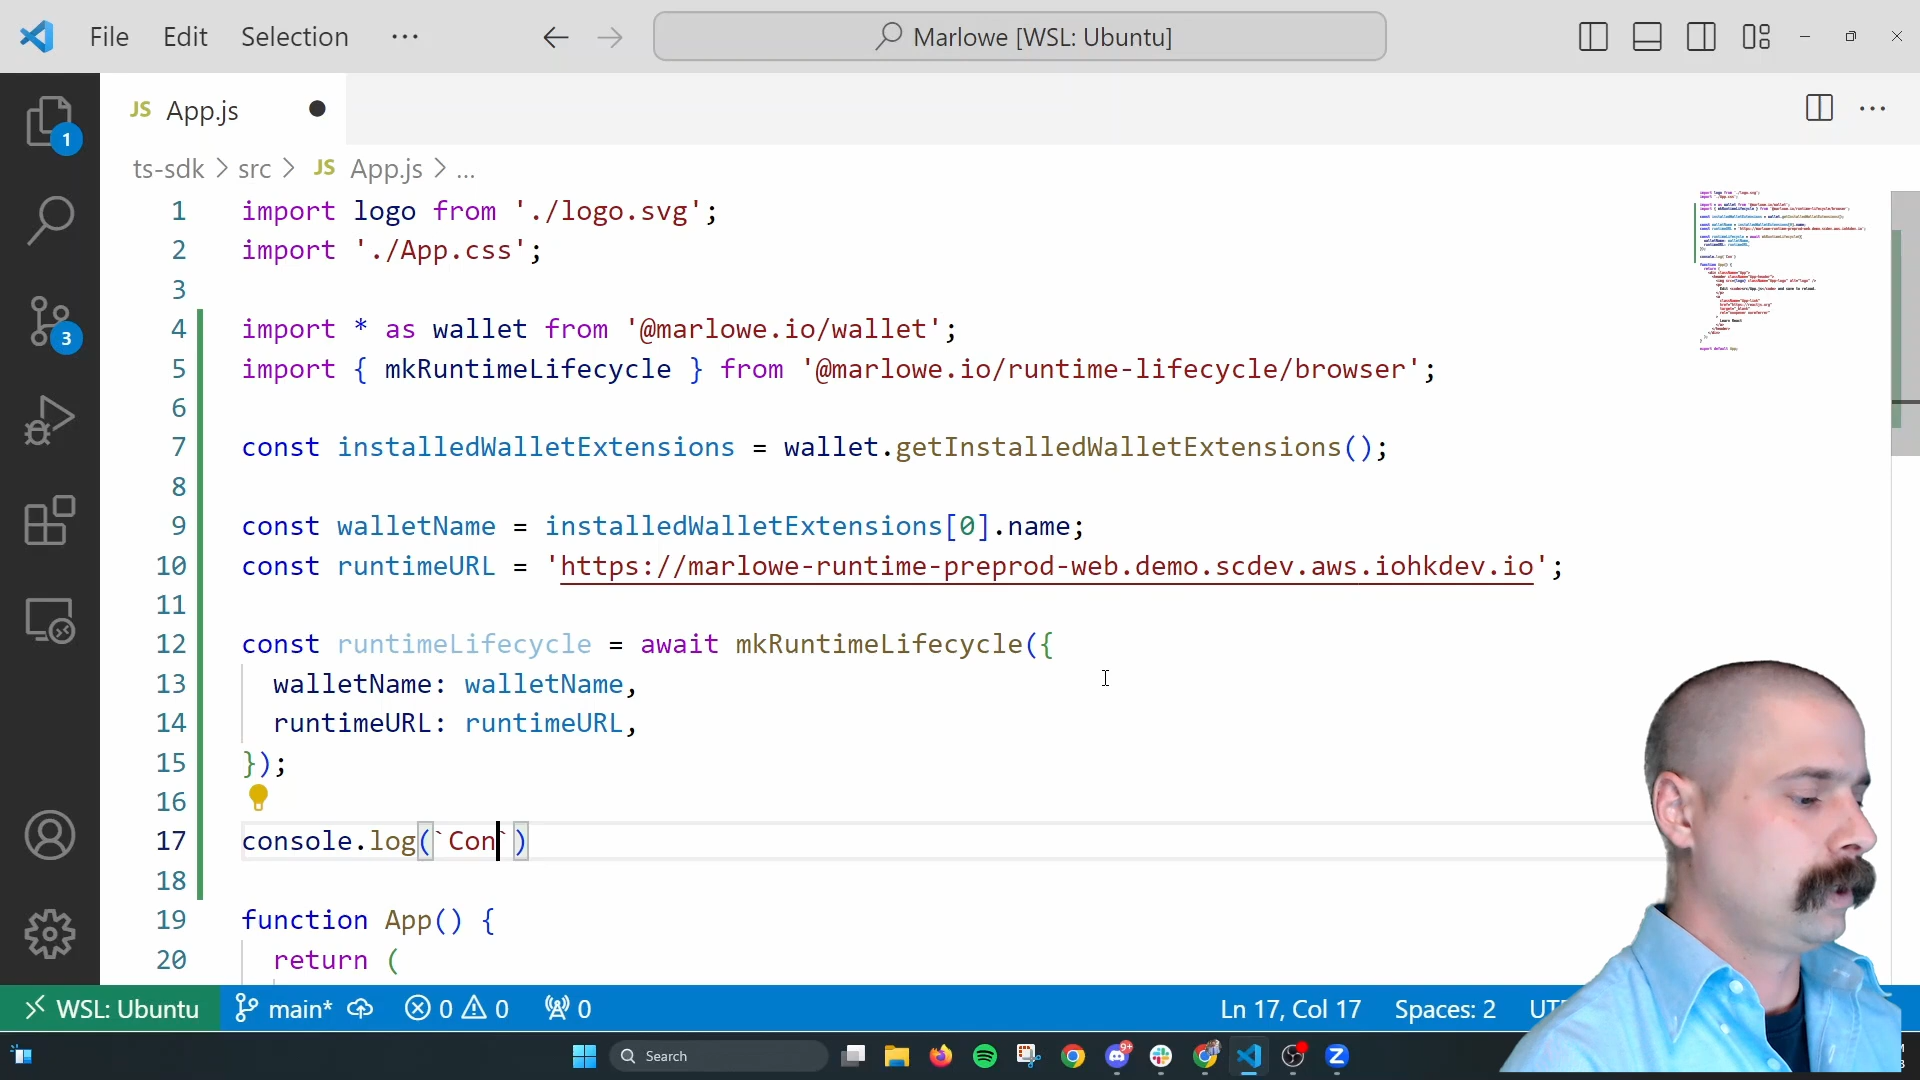 File Edit Selection ··· Marlowe [WSL: Ubuntu]
JS App.js
ts-sdk > src > JS App.js > ...
1 import logo from './logo.svg';
2 import './App.css';
3
4 import * as wallet from '@marlowe.io/wallet';
5 import { mkRuntimeLifecycle } from '@marlowe.io/runtime-lifecycle/browser';
6
7 const installedWalletExtensions = wallet.getInstalledWalletExtensions();
8
9 const walletName = installedWalletExtensions[0].name;
10 const runtimeURL = 'https://marlowe-runtime-preprod-web.demo.scdev.aws.iohkdev.io';
11
12 const runtimeLifecycle = await mkRuntimeLifecycle({
13 walletName: walletName,
14 runtimeURL: runtimeURL,
15 });
16
17 console.log(`Con`)
18
19 function App() {
20 return (
1
3
WSL: Ubuntu main* 0 0 0 Ln 17, Col 17 Spaces: 2
Search 9+